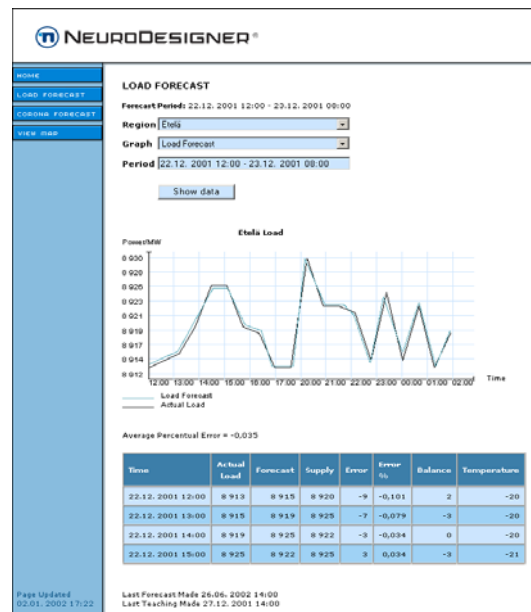 NEURODESIGNER®
HOME
LOAD FORECAST
CORONA FORECAST
VIEW MAP
LOAD FORECAST
Forecast Period: 22.12. 2001 12:00 - 23.12. 2001 08:00
Region Etelä
Graph Load Forecast
Period 22.12. 2001 12:00 - 23.12. 2001 08:00
Show data
Etelä Load
Power/MW
8 930
8 928
8 926
8 923
8 921
8 919
8 917
8 914
8 912
12:00 13:00 14:00 15:00 16:00 17:00 20:00 21:00 22:00 23:00 00:00 01:00 02:00
Time
Load Forecast
Actual Load
Average Percentual Error = -0,035
Time Actual Load Forecast Supply Error Error % Balance Temperature
22.12. 2001 12:00 8 913 8 915 8 920 -9 -0,101 2 -20
22.12. 2001 13:00 8 915 8 919 8 925 -7 -0,079 -3 -20
22.12. 2001 14:00 8 919 8 925 8 922 -3 -0,034 0 -20
22.12. 2001 15:00 8 925 8 922 8 925 3 0,034 -3 -21
Page Updated
02.01. 2002 17:22
Last Forecast Made 26.06. 2002 14:00
Last Teaching Made 27.12. 2001 14:00